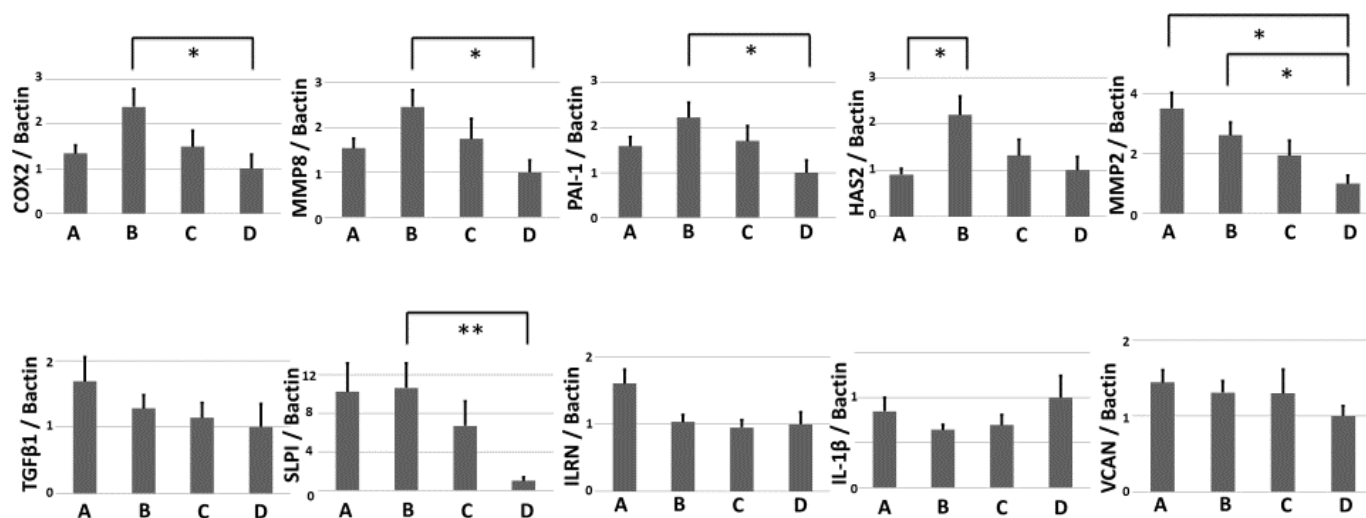 * * * * * *
3 3 3 3 4
2 2 2 2 2
1 1 1 1 0
0 0 0 0
COX2 / Bactin MMP8 / Bactin PAI-1 / Bactin HAS2 / Bactin MMP2 / Bactin
A B C D A B C D A B C D A B C D A B C D
**
2 12 2 1 2
1 8 1 0 1
0 4 0 0
0
TGFβ1 / Bactin SLPI / Bactin ILRN / Bactin IL-1β / Bactin VCAN / Bactin
A B C D A B C D A B C D A B C D A B C D